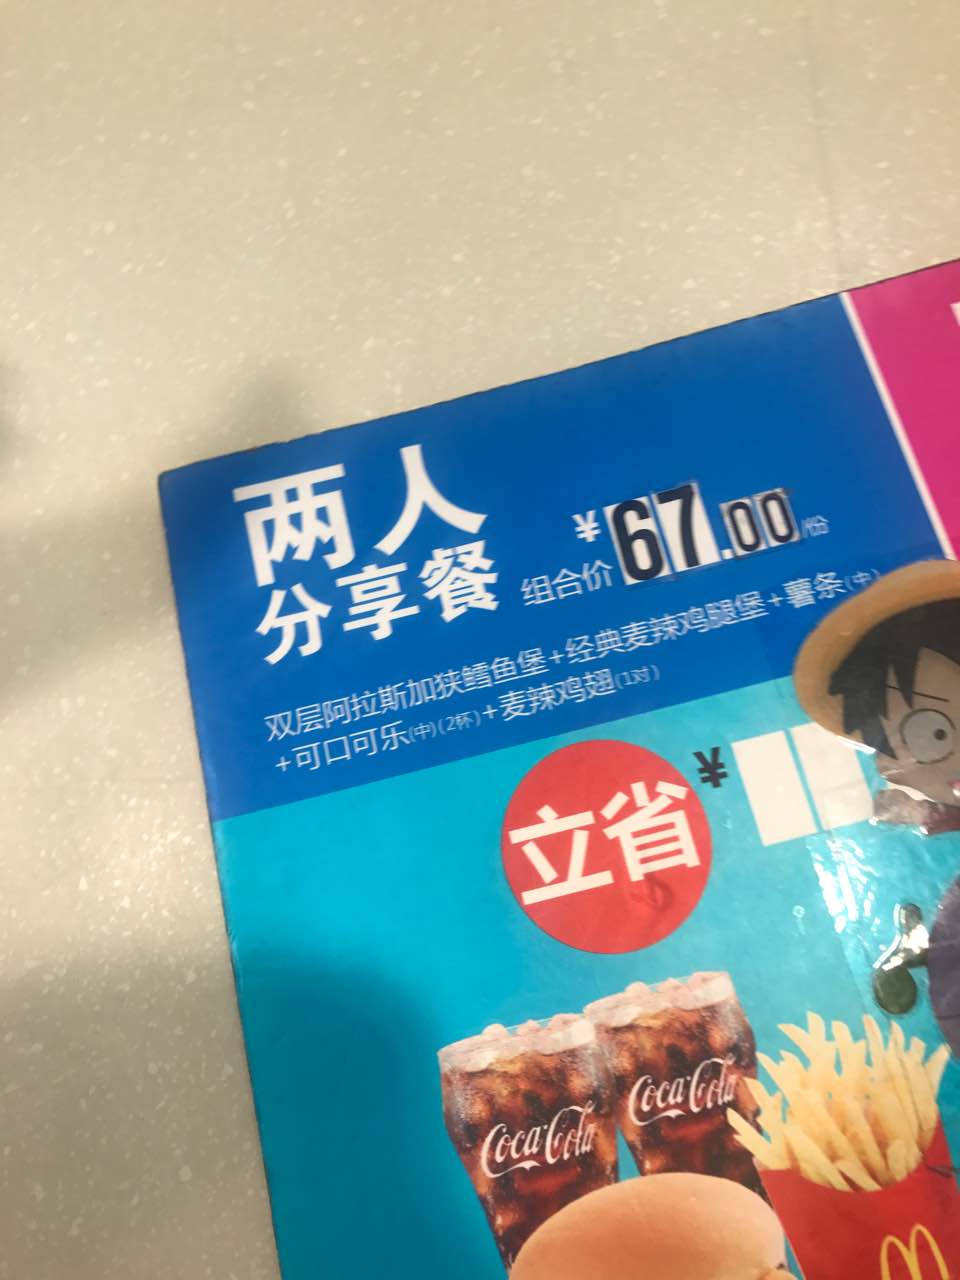 两人
分享餐
组合价 ¥67.00/份
双层阿拉斯加狭鳕鱼堡+经典麦辣鸡腿堡+薯条(中)
+可口可乐(中)(2杯)+麦辣鸡翅(1对)
立省 ¥
Coca-Cola
Coca-Cola